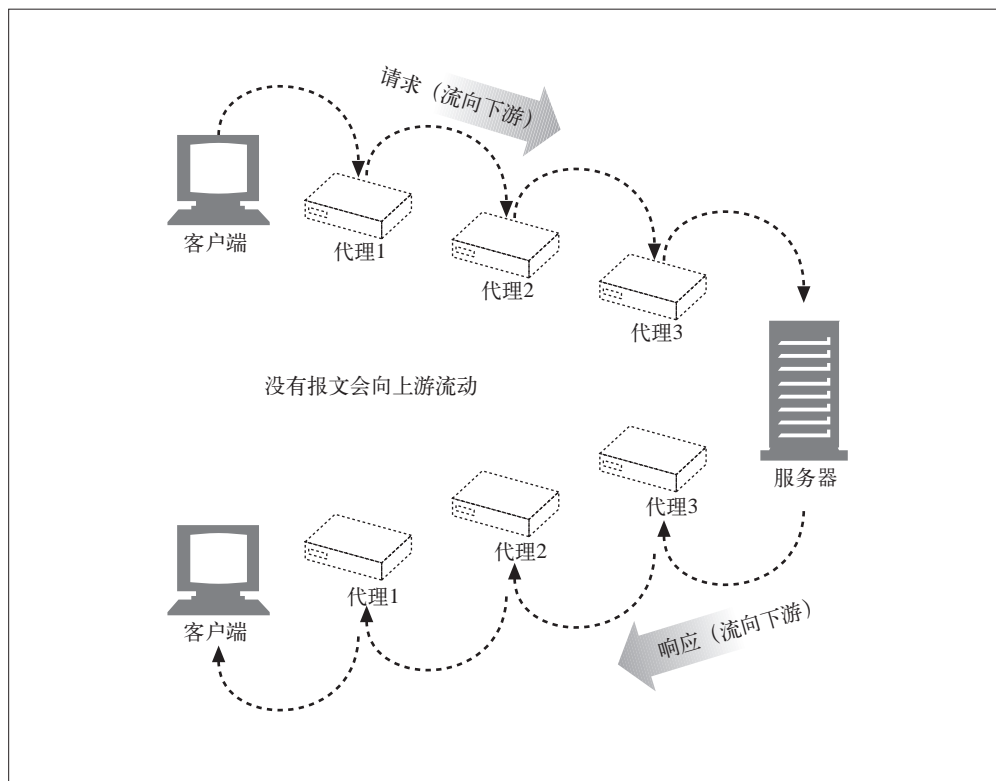 请求（流向下游）
客户端
代理1
代理2
代理3
没有报文会向上游流动
服务器
代理3
代理2
代理1
客户端
响应（流向下游）